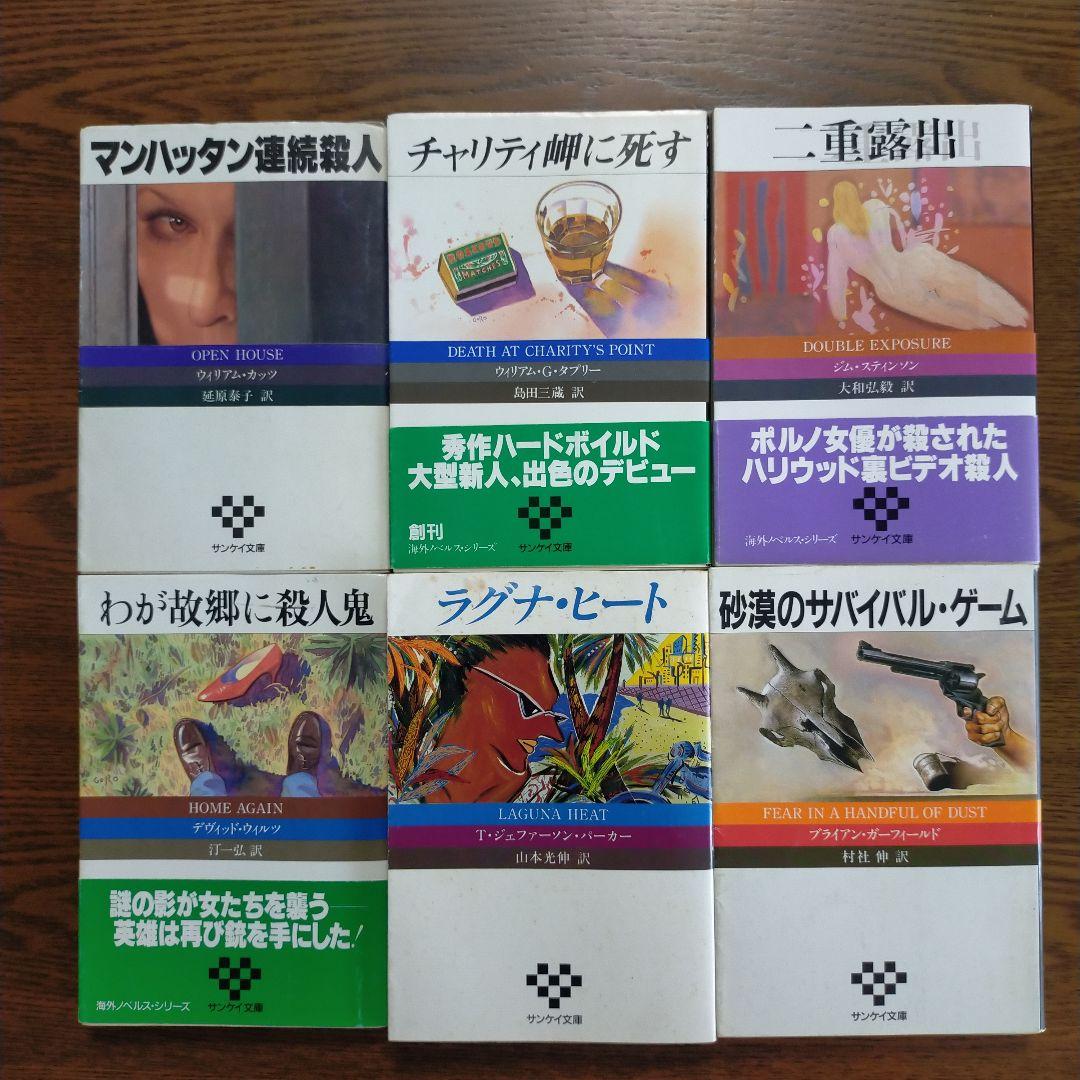 マンハッタン連続殺人
OPEN HOUSE
ウィリアム・カッツ
延原泰子 訳
サンケイ文庫
チャリティ岬に死す
MATCHES
GORO
DEATH AT CHARITY'S POINT
ウィリアム・G・タプリー
島田三蔵 訳
秀作ハードボイルド
大型新人、出色のデビュー
創刊
海外ノベルス・シリーズ
サンケイ文庫
二重露出
DOUBLE EXPOSURE
ジム・スティンソン
大和弘毅 訳
ポルノ女優が殺された
ハリウッド裏ビデオ殺人
海外ノベルス・シリーズ
サンケイ文庫
わが故郷に殺人鬼
GORO
HOME AGAIN
デヴィッド・ウィルツ
汀一弘 訳
謎の影が女たちを襲う
英雄は再び銃を手にした!
海外ノベルス・シリーズ
サンケイ文庫
ラグナ・ヒート
LAGUNA HEAT
T・ジェファーソン・パーカー
山本光伸 訳
サンケイ文庫
砂漠のサバイバル・ゲーム
FEAR IN A HANDFUL OF DUST
ブライアン・ガーフィールド
村社 伸 訳
サンケイ文庫